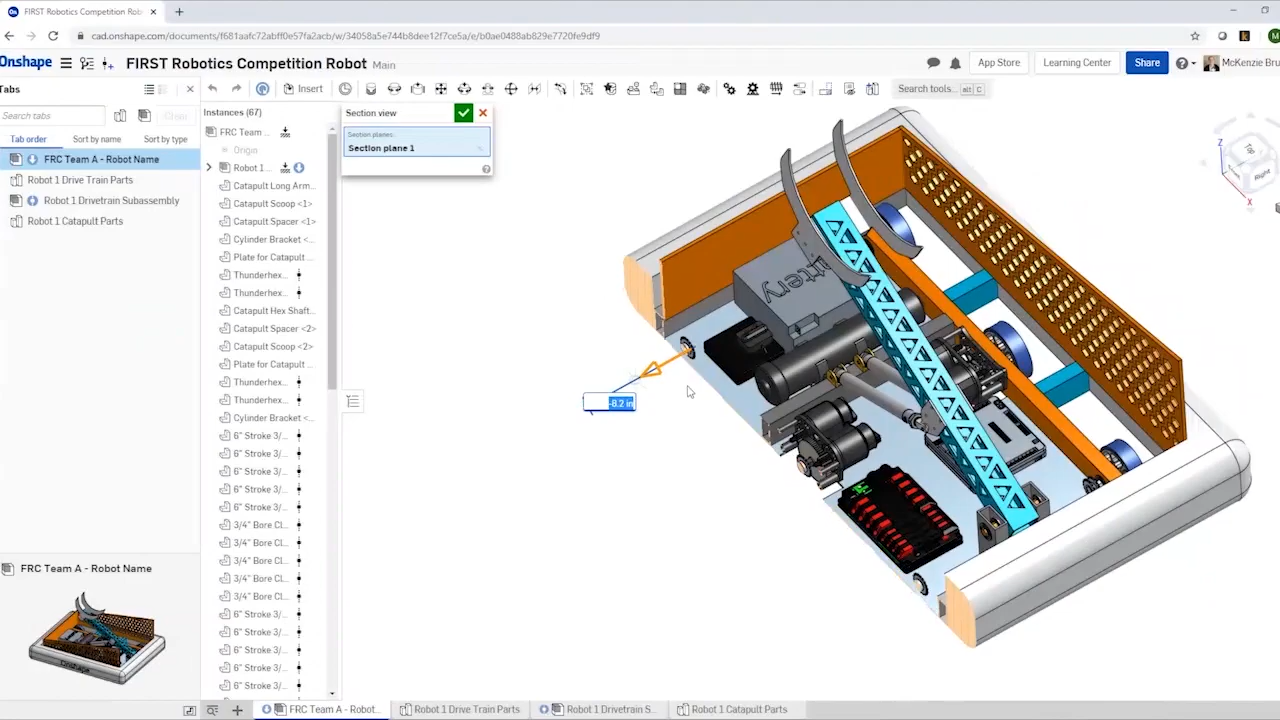 FIRST Robotics Competition Rob
cad.onshape.com/documents/f681aafc72abff0e57fa2acb/w/34058a5e744b8dee12f7ce5a/e/b0ae0488ab829e7720fe9df9
Onshape
FIRST Robotics Competition Robot Main
App Store
Learning Center
Share
McKenzie Bru
Tabs
Insert
Search tools... alt C
Search tabs
Tab order
Sort by name
Sort by type
FRC Team A - Robot Name
Robot 1 Drive Train Parts
Robot 1 Drivetrain Subassembly
Robot 1 Catapult Parts
Instances (67)
FRC Team ...
Origin
Robot 1 ...
Catapult Long Arm...
Catapult Scoop <1>
Catapult Spacer <1>
Cylinder Bracket <...
Plate for Catapult ...
Thunderhex...
Thunderhex...
Catapult Hex Shaft...
Catapult Spacer <2>
Catapult Scoop <2>
Plate for Catapult ...
Thunderhex...
Thunderhex...
Cylinder Bracket <...
6" Stroke 3/...
6" Stroke 3/...
6" Stroke 3/...
6" Stroke 3/...
6" Stroke 3/...
3/4" Bore Cl...
3/4" Bore Cl...
3/4" Bore Cl...
3/4" Bore Cl...
3/4" Bore Cl...
6" Stroke 3/...
6" Stroke 3/...
6" Stroke 3/...
6" Stroke 3/...
6" Stroke 3/...
Section view
Section planes:
Section plane 1
-8.2 in
Z
Top
Right
X
FRC Team A - Robot Name
Onshape
FRC Team A - Robot...
Robot 1 Drive Train Parts
Robot 1 Drivetrain S...
Robot 1 Catapult Parts